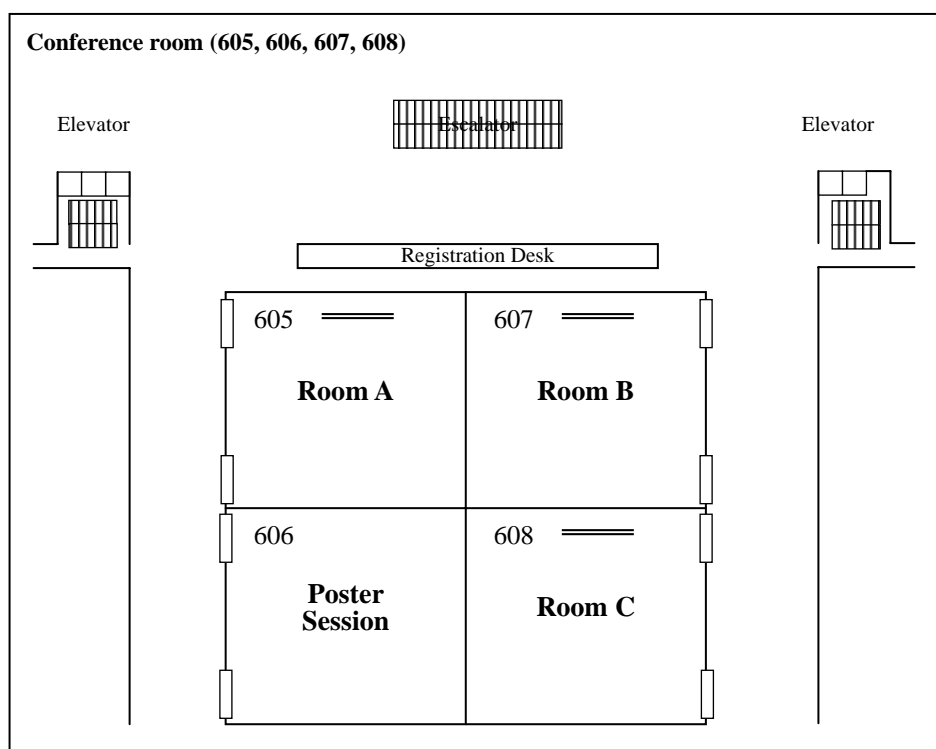 Conference room (605, 606, 607, 608)
Elevator
Escalator
Elevator
Registration Desk
605
607
Room A
Room B
606
608
Poster
Session
Room C